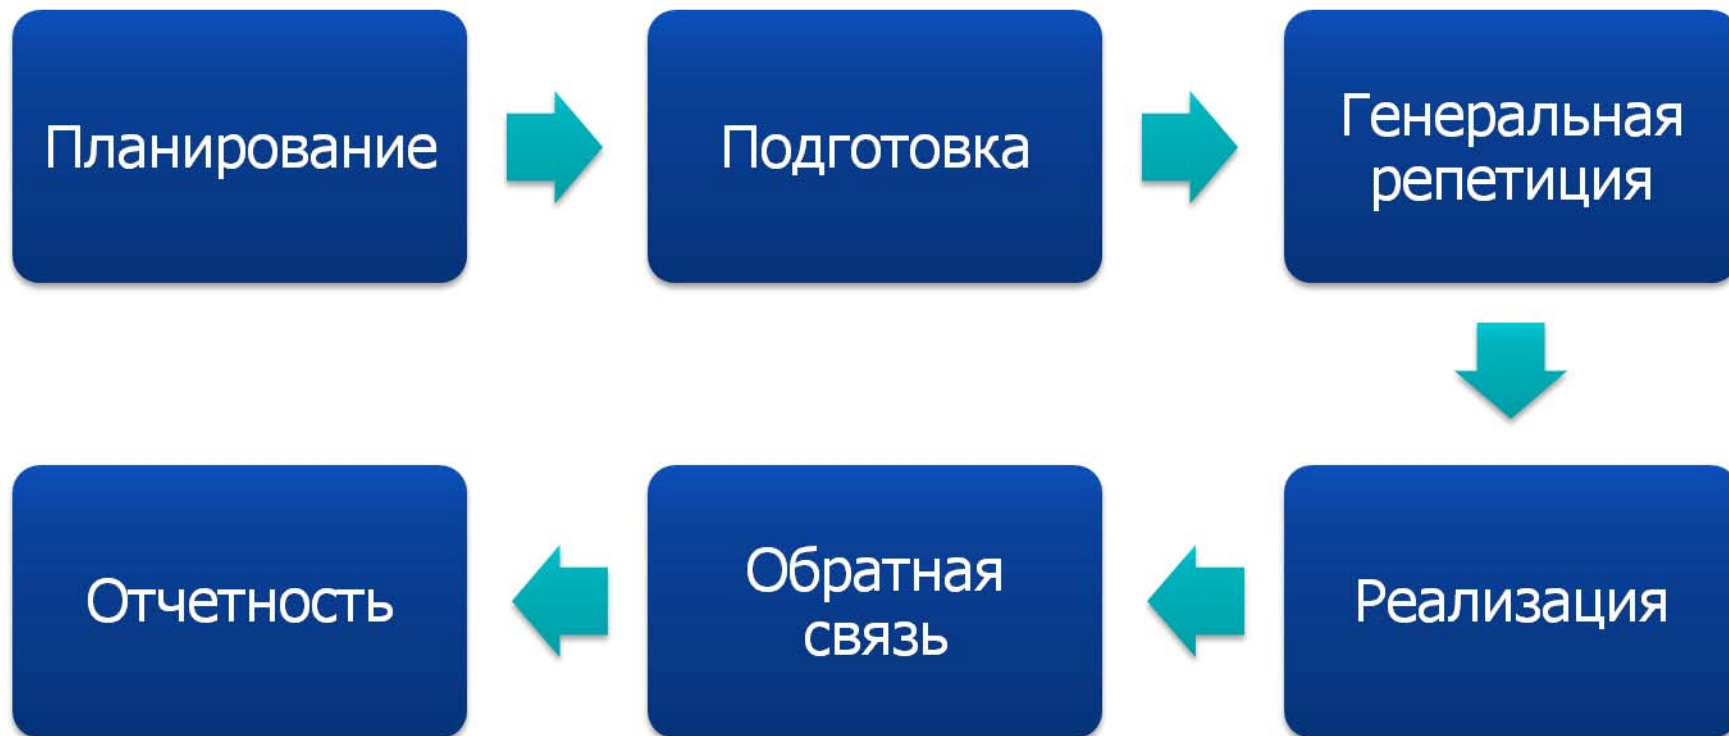 Планирование
Подготовка
Генеральная
репетиция
Реализация
Обратная
связь
Отчетность